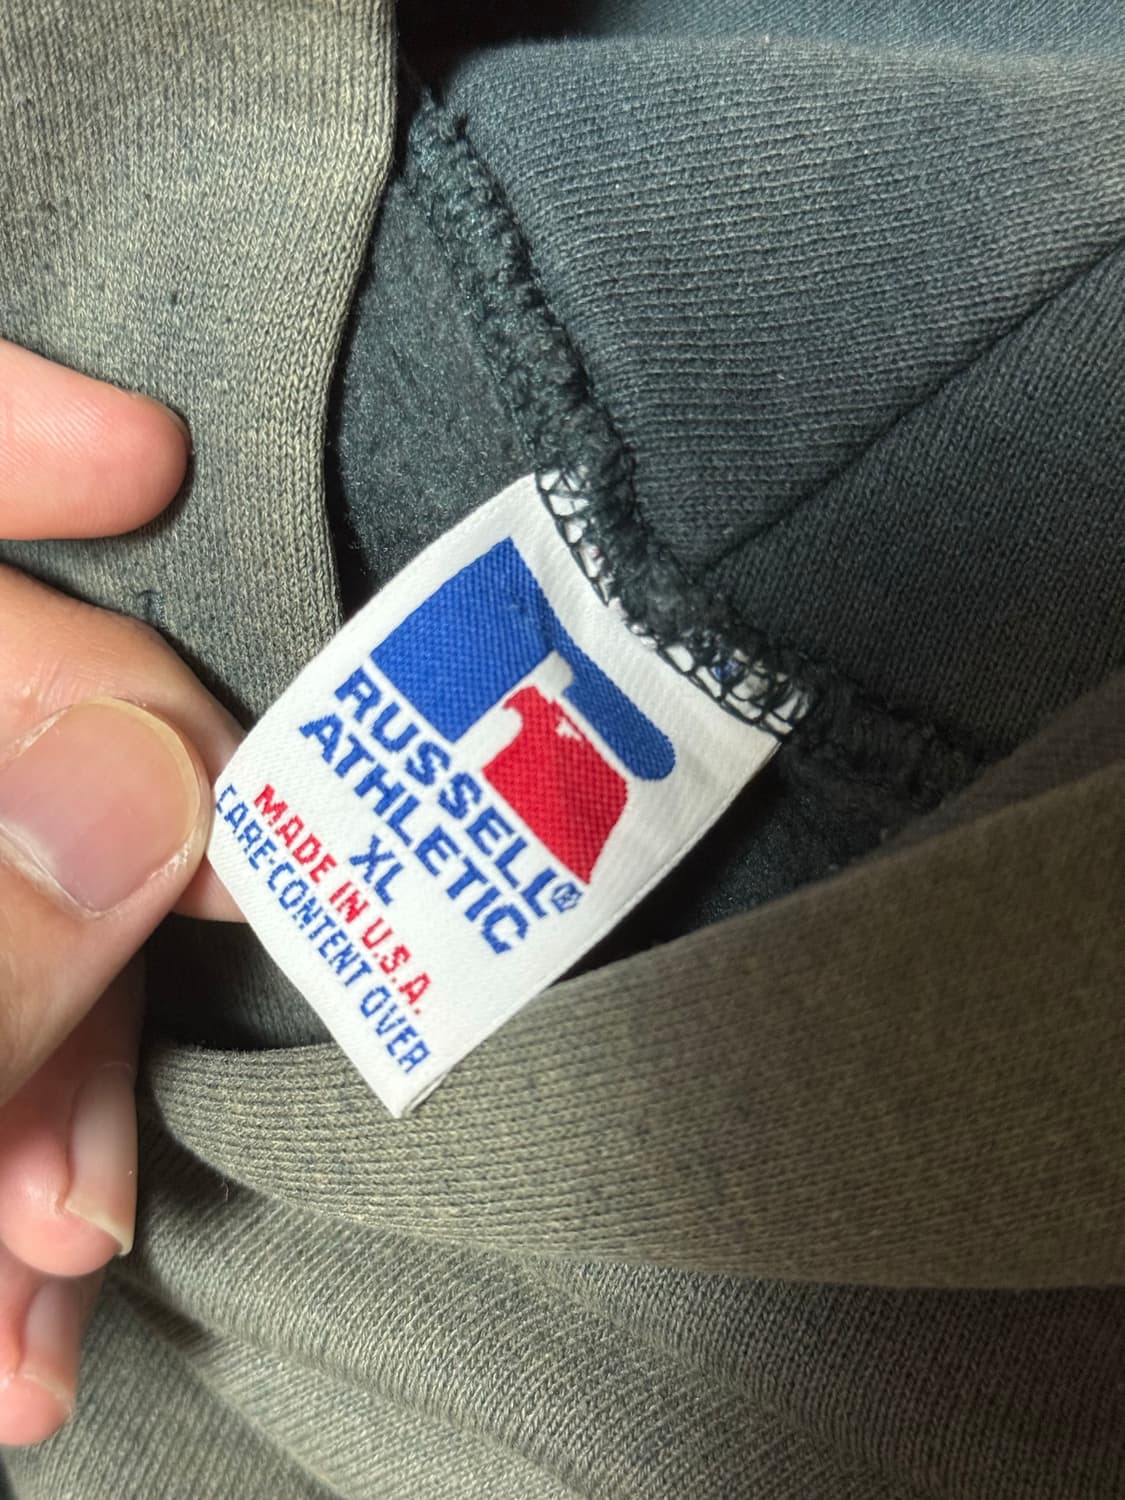 RUSSELL®
ATHLETIC
XL
MADE IN U.S.A.
CARE-CONTENT OVER